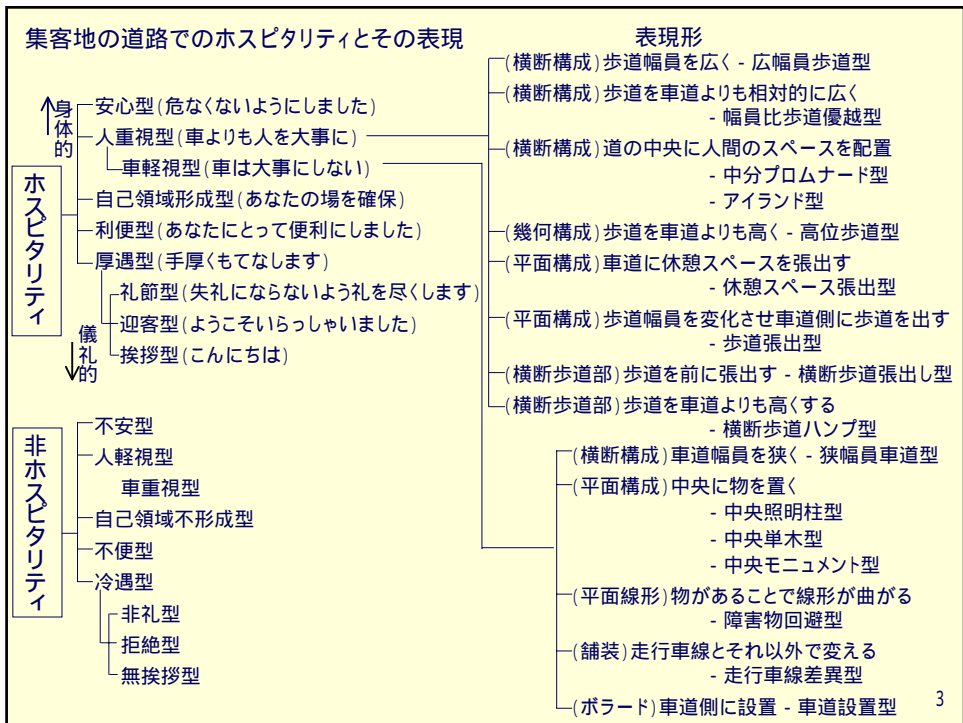 集客地の道路でのホスピタリティとその表現
表現形
身体的
ホスピタリティ
儀礼的
安心型(危なくないようにしました)
人重視型(車よりも人を大事に)
車軽視型(車は大事にしない)
自己領域形成型(あなたの場を確保)
利便型(あなたにとって便利にしました)
厚遇型(手厚くもてなします)
礼節型(失礼にならないよう礼を尽くします)
迎客型(ようこそいらっしゃいました)
挨拶型(こんにちは)
非ホスピタリティ
不安型
人軽視型
車重視型
自己領域不形成型
不便型
冷遇型
非礼型
拒絶型
無挨拶型
(横断構成)歩道幅員を広く - 広幅員歩道型
(横断構成)歩道を車道よりも相対的に広く
- 幅員比歩道優越型
(横断構成)道の中央に人間のスペースを配置
- 中分プロムナード型
- アイランド型
(幾何構成)歩道を車道よりも高く - 高位歩道型
(平面構成)車道に休憩スペースを張出す
- 休憩スペース張出型
(平面構成)歩道幅員を変化させ車道側に歩道を出す
- 歩道張出型
(横断歩道部)歩道を前に張出す - 横断歩道張出し型
(横断歩道部)歩道を車道よりも高くする
- 横断歩道ハンプ型
(横断構成)車道幅員を狭く - 狭幅員車道型
(平面構成)中央に物を置く
- 中央照明柱型
- 中央単木型
- 中央モニュメント型
(平面線形)物があることで線形が曲がる
- 障害物回避型
(舗装)走行車線とそれ以外で変える
- 走行車線差異型
(ボラード)車道側に設置 - 車道設置型
3